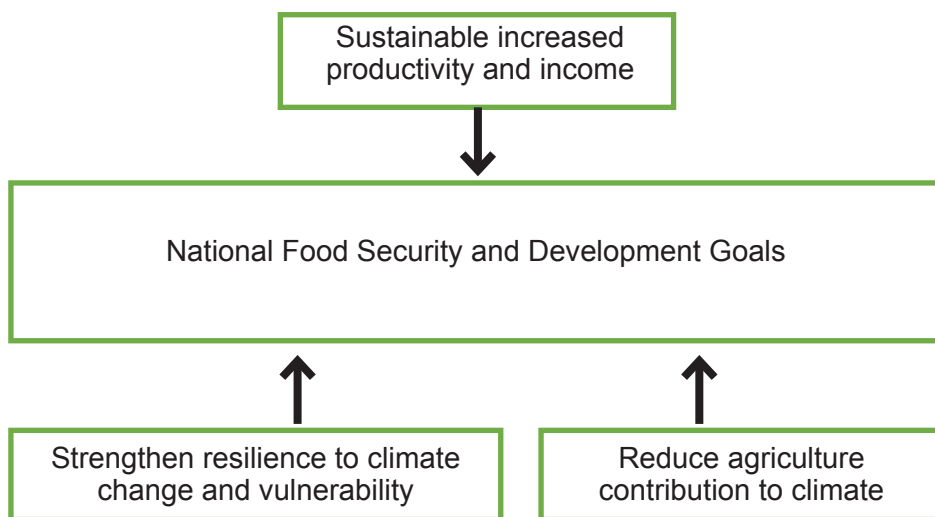 Sustainable increased
productivity and income
National Food Security and Development Goals
Strengthen resilience to climate
change and vulnerability
Reduce agriculture
contribution to climate